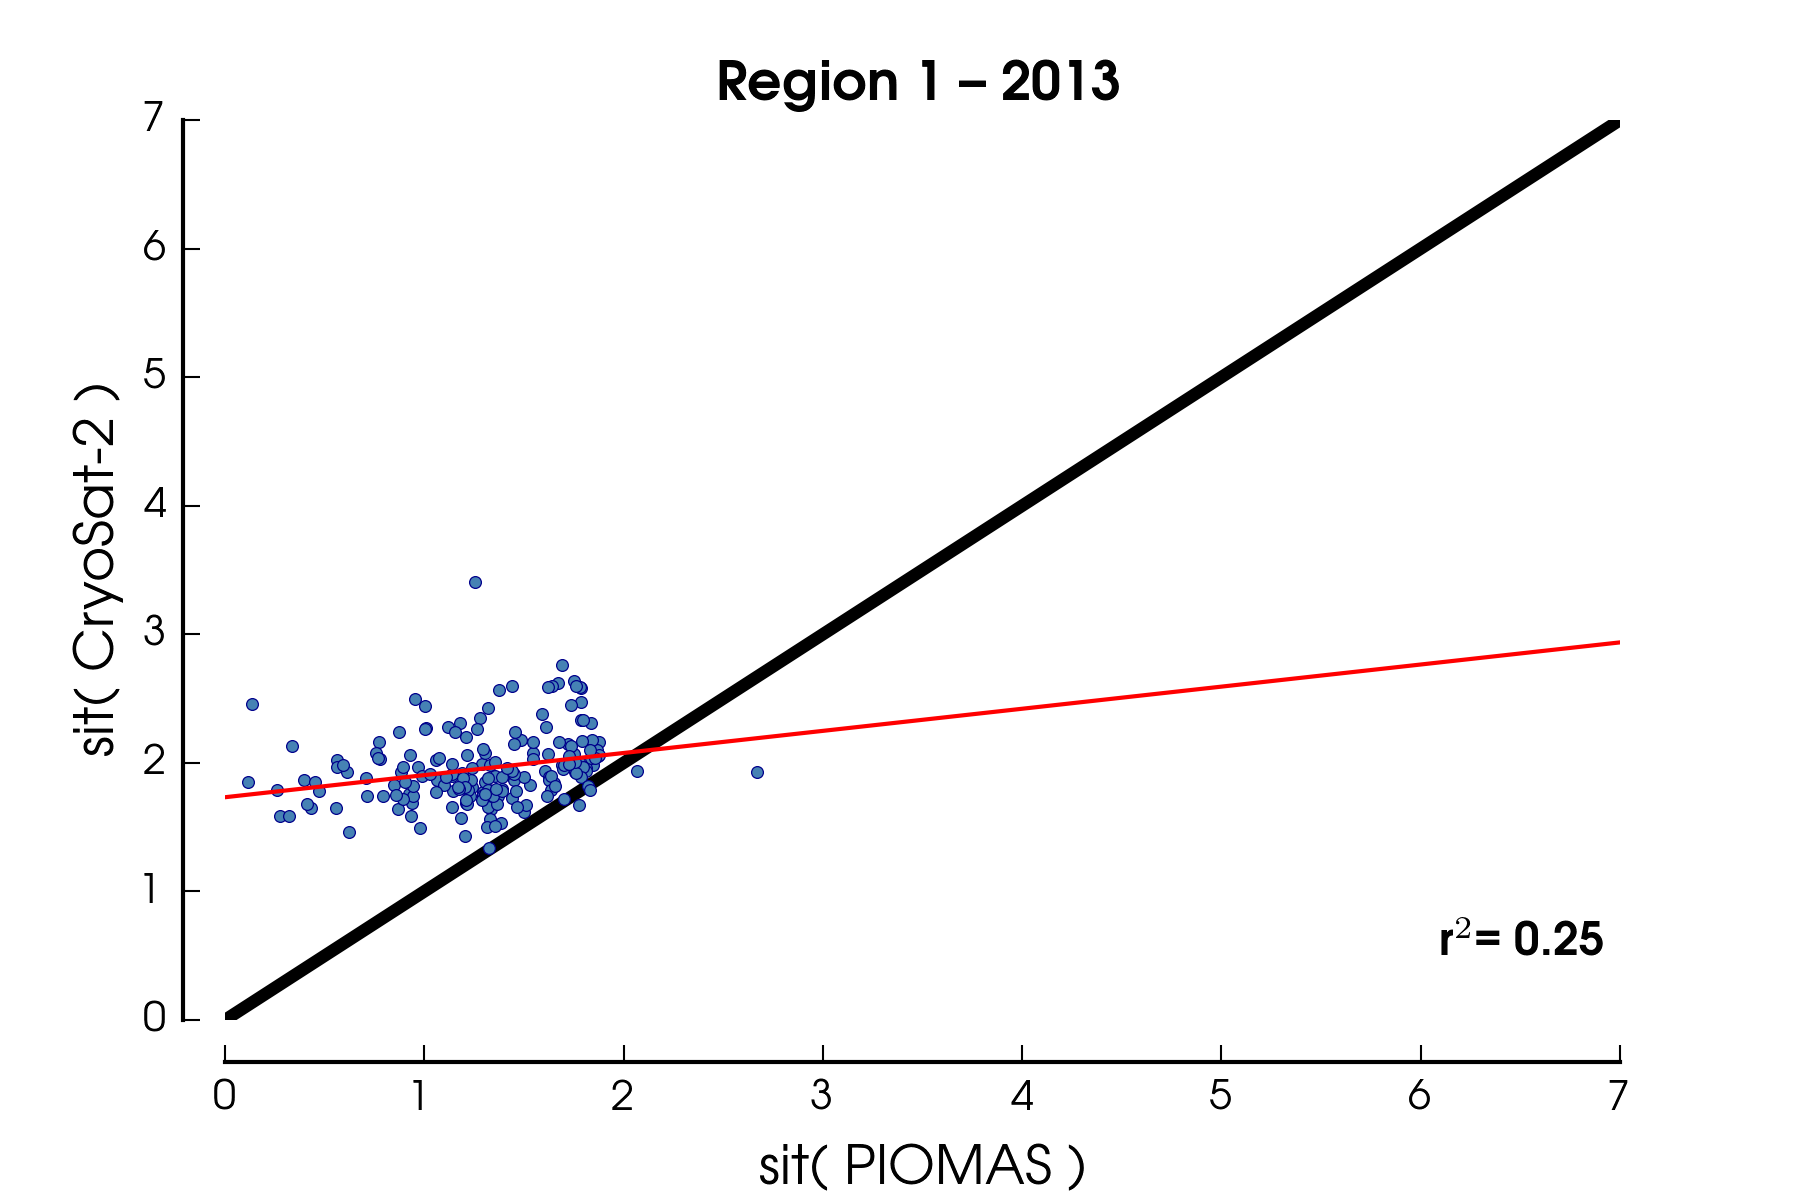 Region 1 – 2013
7
6
5
4
3
2
1
0
sit( CryoSat-2 )
r²= 0.25
0 1 2 3 4 5 6 7
sit( PIOMAS )